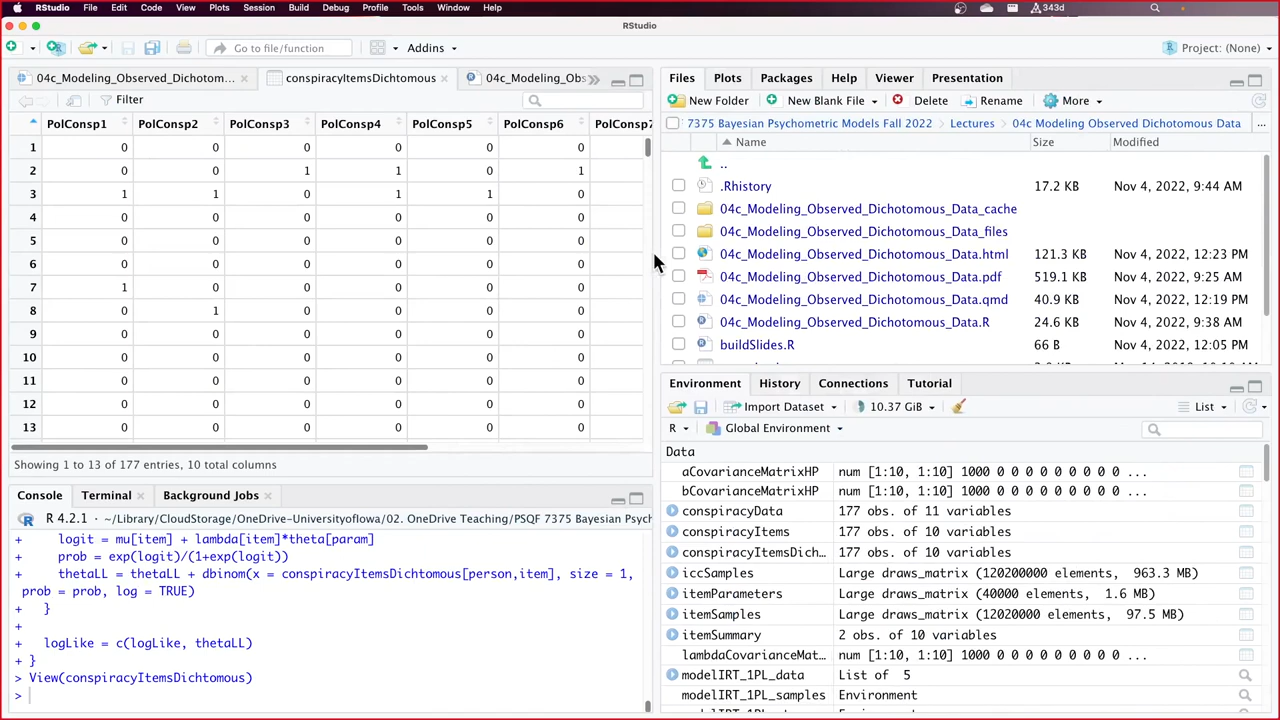 RStudio File Edit Code View Plots Session Build Debug Profile Tools Window Help 343d
RStudio
Go to file/function Addins Project: (None)
04c_Modeling_Observed_Dichotom... conspiracyItemsDichtomous 04c_Modeling_Obs
Filter
PolConsp1 PolConsp2 PolConsp3 PolConsp4 PolConsp5 PolConsp6 PolConsp7
1 0 0 0 0 0 0
2 0 0 1 1 0 1
3 1 1 0 1 1 0
4 0 0 0 0 0 0
5 0 0 0 0 0 0
6 0 0 0 0 0 0
7 1 0 0 0 0 0
8 0 1 0 0 0 0
9 0 0 0 0 0 0
10 0 0 0 0 0 0
11 0 0 0 0 0 0
12 0 0 0 0 0 0
13 0 0 0 0 0 0
Showing 1 to 13 of 177 entries, 10 total columns
Console Terminal Background Jobs
R 4.2.1 · ~/Library/CloudStorage/OneDrive-UniversityofIowa/02. OneDrive Teaching/PSQF 7375 Bayesian Psych
+ logit = mu[item] + lambda[item]*theta[param]
+ prob = exp(logit)/(1+exp(logit))
+ thetaLL = thetaLL + dbinom(x = conspiracyItemsDichtomous[person,item], size = 1,
prob = prob, log = TRUE)
+ }
+
+ logLike = c(logLike, thetaLL)
+ }
> View(conspiracyItemsDichtomous)
>
Files Plots Packages Help Viewer Presentation
New Folder New Blank File Delete Rename More
7375 Bayesian Psychometric Models Fall 2022 Lectures 04c Modeling Observed Dichotomous Data ...
Name Size Modified
..
.Rhistory 17.2 KB Nov 4, 2022, 9:44 AM
04c_Modeling_Observed_Dichotomous_Data_cache
04c_Modeling_Observed_Dichotomous_Data_files
04c_Modeling_Observed_Dichotomous_Data.html 121.3 KB Nov 4, 2022, 12:23 PM
04c_Modeling_Observed_Dichotomous_Data.pdf 519.1 KB Nov 4, 2022, 9:25 AM
04c_Modeling_Observed_Dichotomous_Data.qmd 40.9 KB Nov 4, 2022, 12:19 PM
04c_Modeling_Observed_Dichotomous_Data.R 24.6 KB Nov 4, 2022, 9:38 AM
buildSlides.R 66 B Nov 4, 2022, 12:05 PM
Environment History Connections Tutorial
Import Dataset 10.37 GiB List
R Global Environment
Data
aCovarianceMatrixHP num [1:10, 1:10] 1000 0 0 0 0 0 0 0 0 0 ...
bCovarianceMatrixHP num [1:10, 1:10] 1000 0 0 0 0 0 0 0 0 0 ...
conspiracyData 177 obs. of 11 variables
conspiracyItems 177 obs. of 10 variables
conspiracyItemsDich... 177 obs. of 10 variables
iccSamples Large draws_matrix (120200000 elements, 963.3 MB)
itemParameters Large draws_matrix (40000 elements, 1.6 MB)
itemSamples Large draws_matrix (12020000 elements, 97.5 MB)
itemSummary 2 obs. of 10 variables
lambdaCovarianceMat... num [1:10, 1:10] 1000 0 0 0 0 0 0 0 0 0 ...
modelIRT_1PL_data List of 5
modelIRT_1PL_samples Environment